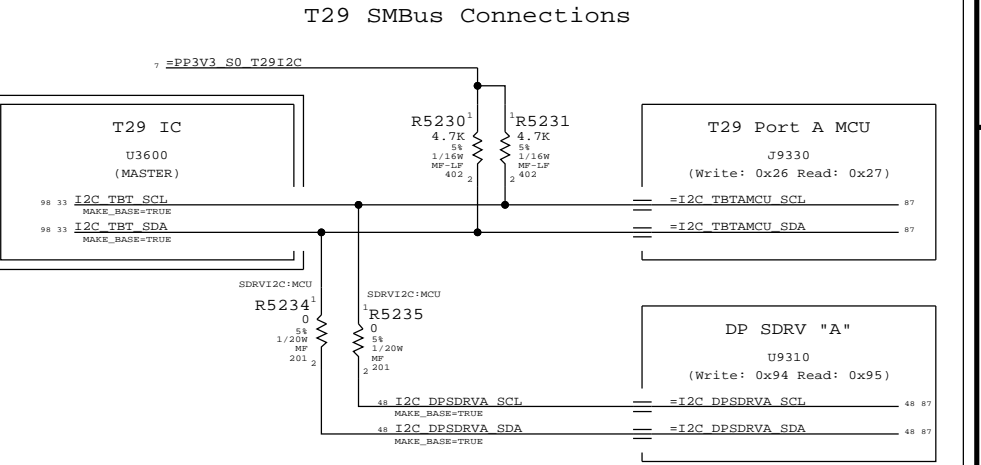 T29 SMBus Connections
7 =PP3V3_S0_T29I2C
T29 IC
U3600
(MASTER)
98 33 I2C_TBT_SCL
MAKE_BASE=TRUE
98 33 I2C_TBT_SDA
MAKE_BASE=TRUE
R5230 1
4.7K
5%
1/16W
MF-LF
402
2
1 R5231
4.7K
5%
1/16W
MF-LF
402
2
T29 Port A MCU
J9330
(Write: 0x26 Read: 0x27)
=I2C_TBTAMCU_SCL 87
=I2C_TBTAMCU_SDA 87
SDRVI2C:MCU
R5234 1
0
5%
1/20W
MF
201
2
SDRVI2C:MCU
1 R5235
0
5%
1/20W
MF
201
2
48 I2C_DPSDRVA_SCL
MAKE_BASE=TRUE
48 I2C_DPSDRVA_SDA
MAKE_BASE=TRUE
DP SDRV "A"
U9310
(Write: 0x94 Read: 0x95)
=I2C_DPSDRVA_SCL 48 87
=I2C_DPSDRVA_SDA 48 87